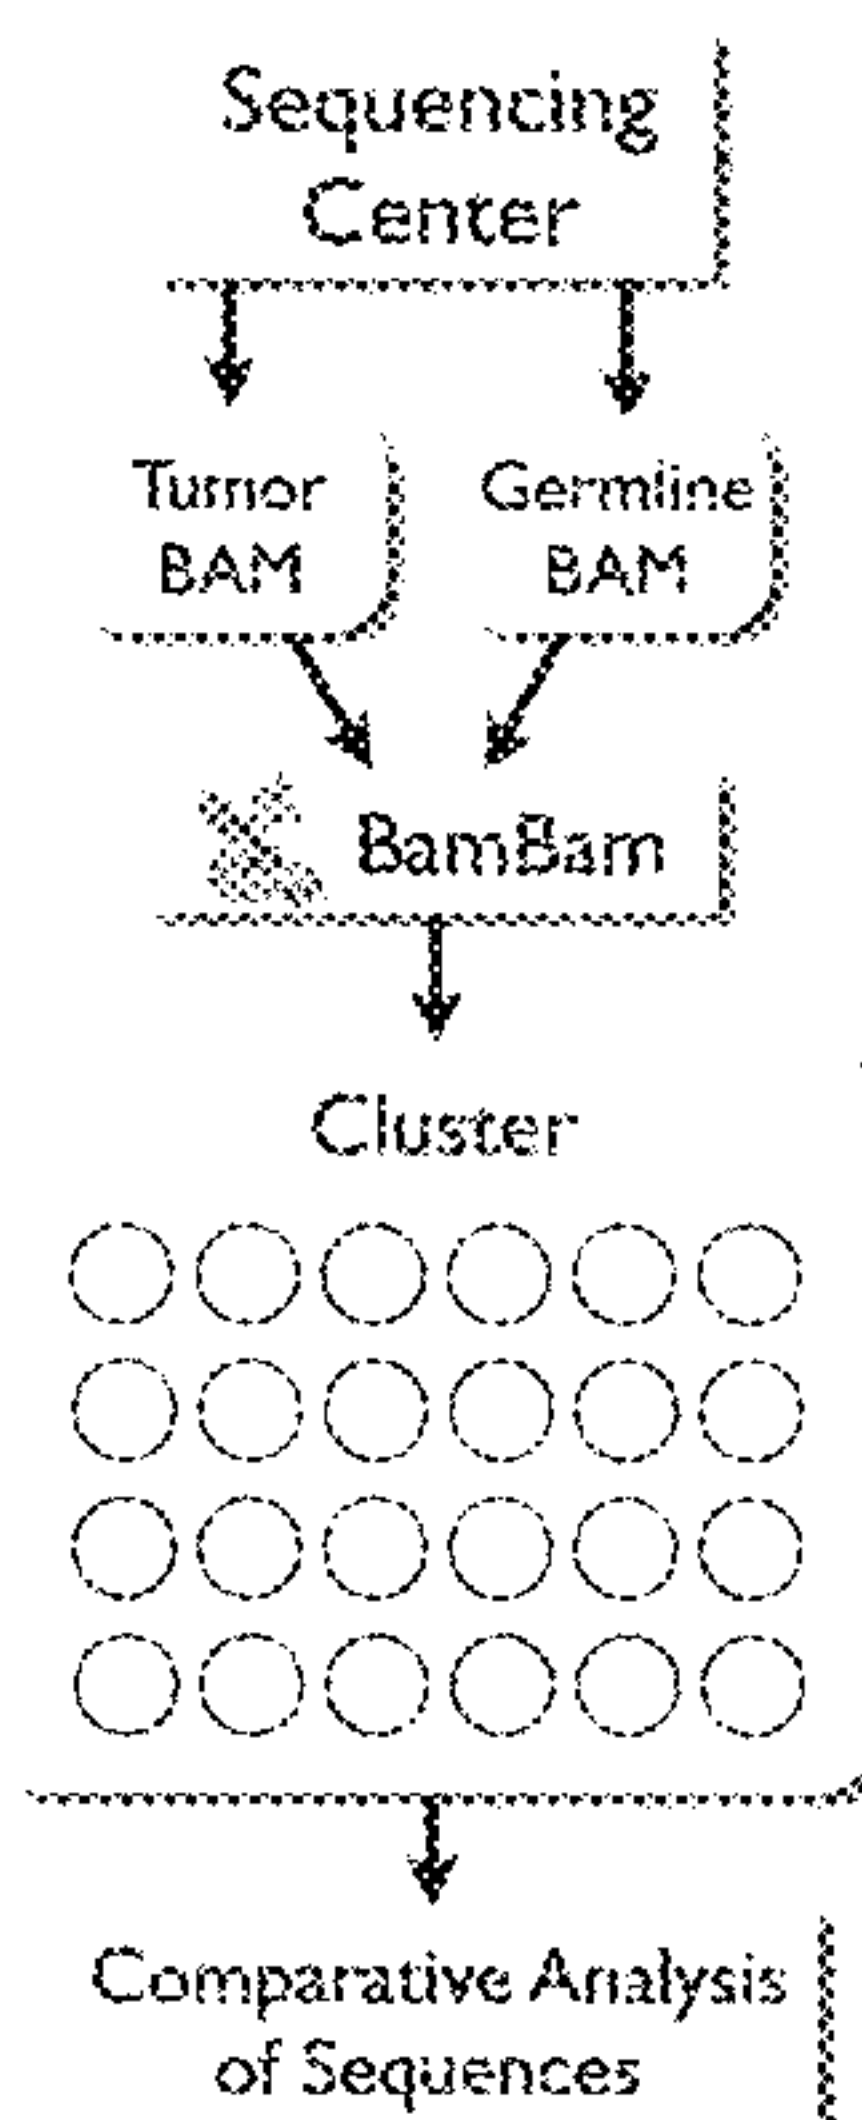 Sequencing
Center
Tumor
BAM
Germline
BAM
BamBam
Cluster
Comparative Analysis
of Sequences